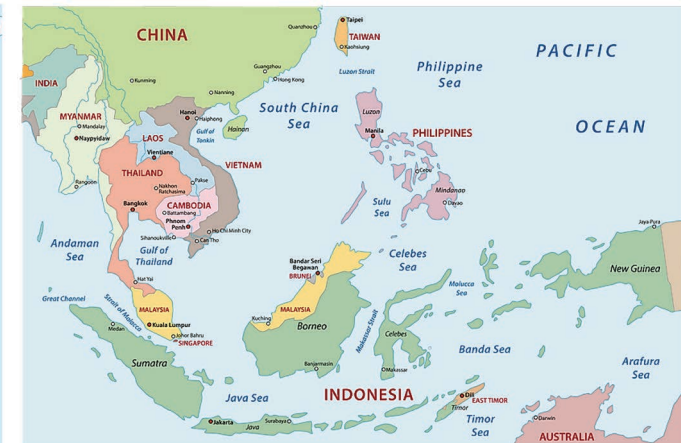 CHINA
Quanzhou
Taipei
TAIWAN
Kaohsiung
Guangzhou
Hong Kong
Luzon Strait
Philippine
Sea
PACIFIC
OCEAN
INDIA
Kunming
Nanning
MYANMAR
Mandalay
Naypyidaw
Hanoi
Haiphong
Gulf of
Tonkin
Hainan
South China
Sea
LAOS
Vientiane
VIETNAM
THAILAND
Rangoon
Nakhon
Ratchasima
Pakse
Bangkok
CAMBODIA
Battambang
Phnom
Penh
Sihanoukville
Ho Chi Minh City
Can Tho
Luzon
Manila
PHILIPPINES
Cebu
Mindanao
Davao
Sulu
Sea
Andaman
Sea
Gulf of
Thailand
Hat Yai
Great Channel
Strait of Malacca
MALAYSIA
Kuala Lumpur
Johor Bahru
SINGAPORE
Medan
Sumatra
Bandar Seri
Begawan
BRUNEI
MALAYSIA
Kuching
Borneo
Banjarmasin
Celebes
Sea
Makassar Strait
Celebes
Makassar
Molucca
Sea
Jaya Pura
New Guinea
Banda Sea
Arafura
Sea
Java Sea
INDONESIA
Jakarta
Java
Surabaya
Dili
EAST TIMOR
Timor
Timor
Sea
Darwin
AUSTRALIA